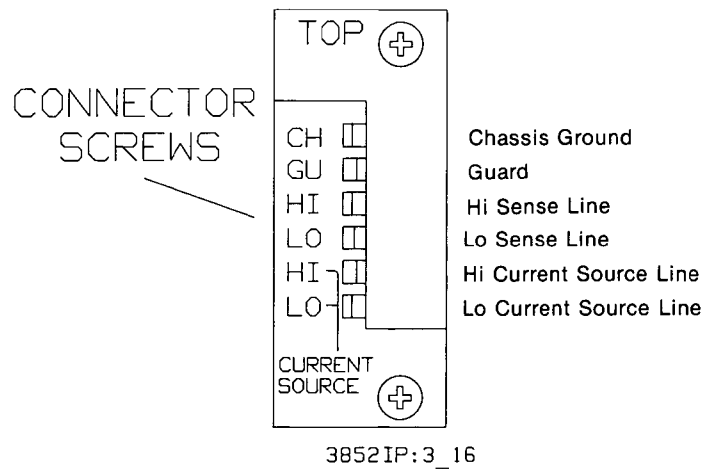 TOP
CONNECTOR
SCREWS
CH Chassis Ground
GU Guard
HI Hi Sense Line
LO Lo Sense Line
HI Hi Current Source Line
LO Lo Current Source Line
CURRENT
SOURCE
3852IP:3_16